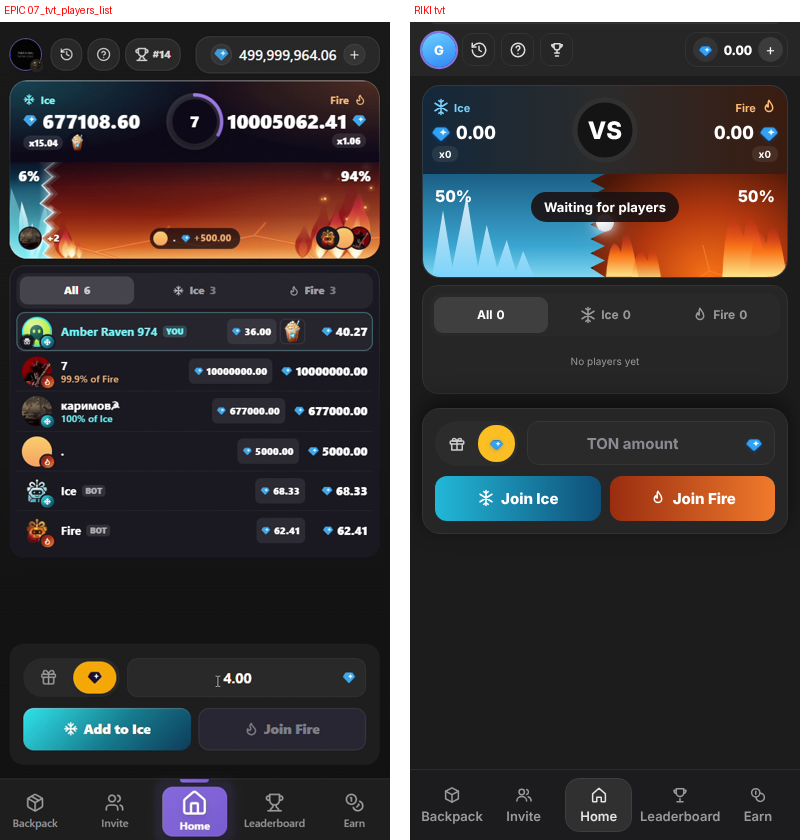 EPIC 07_tvt_players_list
#14
499,999,964.06 +
Ice
Fire
677108.60
7
10005062.41
x15.04
x1.06
6%
94%
+2
. +500.00
All 6
Ice 3
Fire 3
Amber Raven 974 YOU 36.00 40.27
7
99.9% of Fire
10000000.00 10000000.00
каримов
100% of Ice
677000.00 677000.00
. 5000.00 5000.00
Ice BOT 68.33 68.33
Fire BOT 62.41 62.41
4.00
Add to Ice
Join Fire
Backpack
Invite
Home
Leaderboard
Earn
RIKI tvt
G
0.00 +
Ice
Fire
0.00
VS
0.00
x0
x0
50%
Waiting for players
50%
All 0
Ice 0
Fire 0
No players yet
TON amount
Join Ice
Join Fire
Backpack
Invite
Home
Leaderboard
Earn